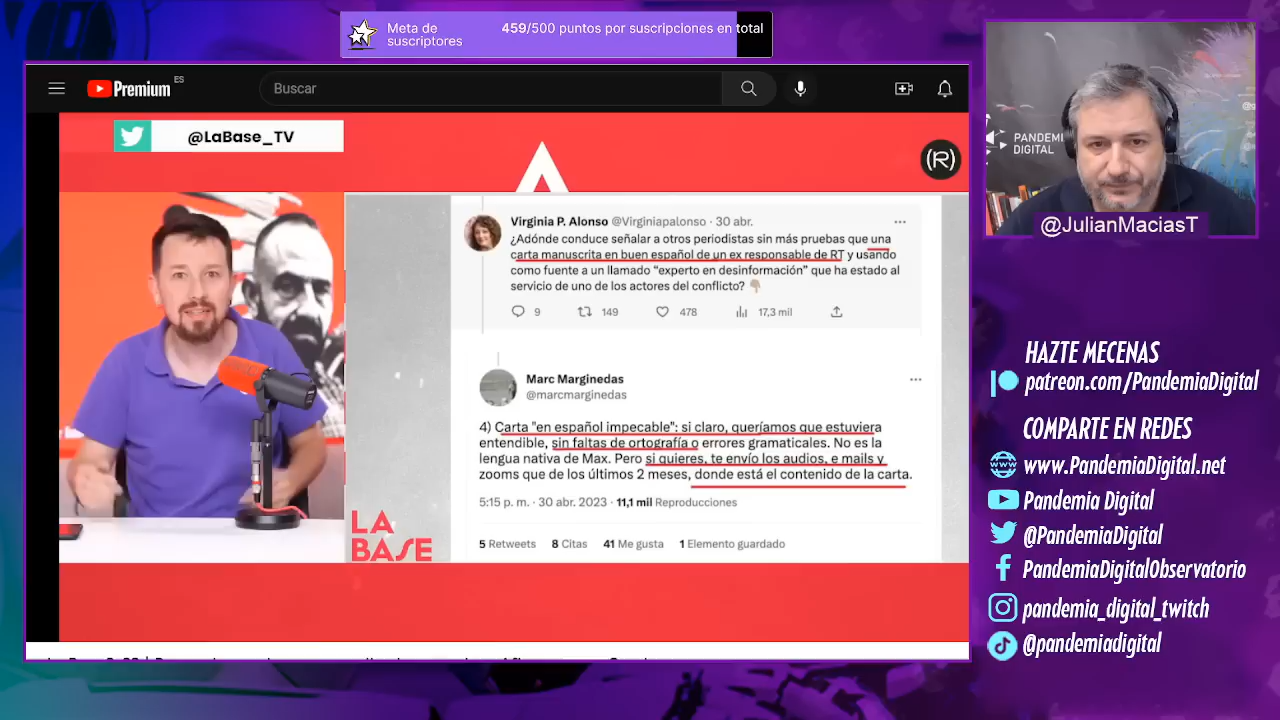 Meta de
suscriptores
459/500 puntos por suscripciones en total
Premium
ES
Buscar
@LaBase_TV
(R)
Virginia P. Alonso @Virginiapalonso · 30 abr.
¿Adónde conduce señalar a otros periodistas sin más pruebas que una
carta manuscrita en buen español de un ex responsable de RT y usando
como fuente a un llamado “experto en desinformación” que ha estado al
servicio de uno de los actores del conflicto?
9
149
478
17,3 mil
Marc Marginedas
@marcmarginedas
4) Carta "en español impecable": si claro, queríamos que estuviera
entendible, sin faltas de ortografía o errores gramaticales. No es la
lengua nativa de Max. Pero si quieres, te envío los audios, e mails y
zooms que de los últimos 2 meses, donde está el contenido de la carta.
5:15 p. m. · 30 abr. 2023 · 11,1 mil Reproducciones
5 Retweets 8 Citas 41 Me gusta 1 Elemento guardado
LA
BASE
PANDEMI
DIGITAL
@JulianMaciasT
HAZTE MECENAS
patreon.com/PandemiaDigital
COMPARTE EN REDES
www.PandemiaDigital.net
Pandemia Digital
@PandemiaDigital
PandemiaDigitalObservatorio
pandemia_digital_twitch
@pandemiadigital